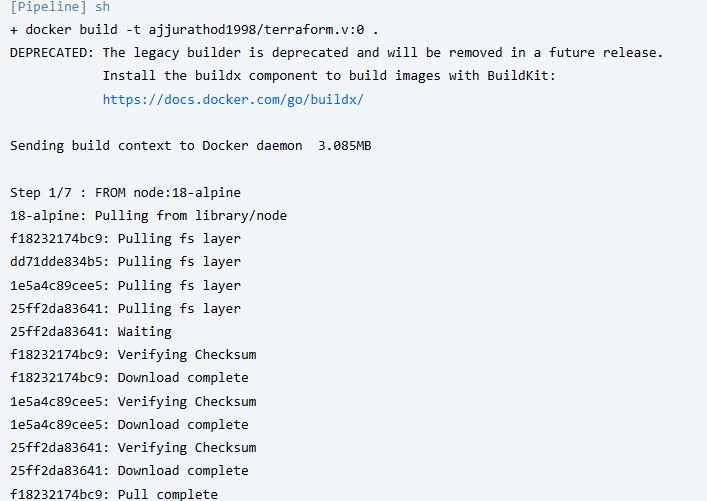 [Pipeline] sh
+ docker build -t ajjurathod1998/terraform.v:0 .
DEPRECATED: The legacy builder is deprecated and will be removed in a future release.
Install the buildx component to build images with BuildKit:
https://docs.docker.com/go/buildx/
Sending build context to Docker daemon  3.085MB
Step 1/7 : FROM node:18-alpine
18-alpine: Pulling from library/node
f18232174bc9: Pulling fs layer
dd71dde834b5: Pulling fs layer
1e5a4c89cee5: Pulling fs layer
25ff2da83641: Pulling fs layer
25ff2da83641: Waiting
f18232174bc9: Verifying Checksum
f18232174bc9: Download complete
1e5a4c89cee5: Verifying Checksum
1e5a4c89cee5: Download complete
25ff2da83641: Verifying Checksum
25ff2da83641: Download complete
f18232174bc9: Pull complete